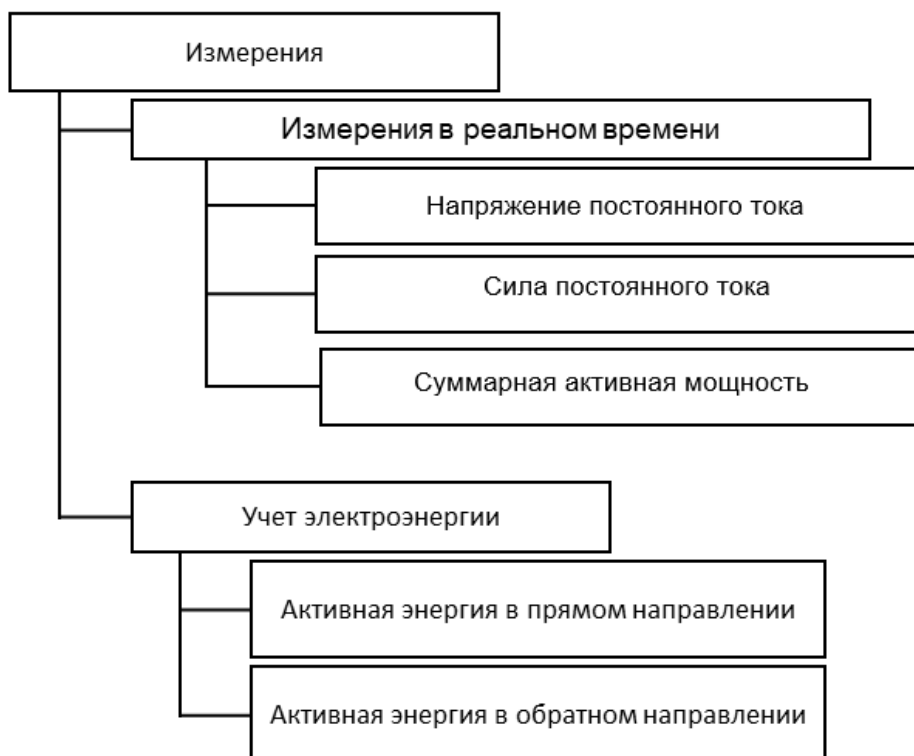 Измерения
Измерения в реальном времени
Напряжение постоянного тока
Сила постоянного тока
Суммарная активная мощность
Учет электроэнергии
Активная энергия в прямом направлении
Активная энергия в обратном направлении